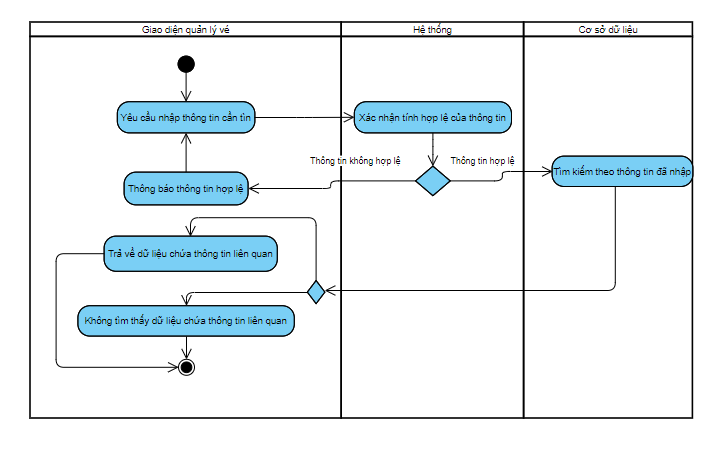 Giao diện quản lý vé
Hệ thống
Cơ sở dữ liệu
Yêu cầu nhập thông tin cần tìn
Xác nhận tính hợp lệ của thông tin
Thông tin không hợp lệ
Thông tin hợp lệ
Tìm kiếm theo thông tin đã nhập
Thông báo thông tin hợp lệ
Trả về dữ liệu chứa thông tin liên quan
Không tìm thấy dữ liệu chứa thông tin liên quan